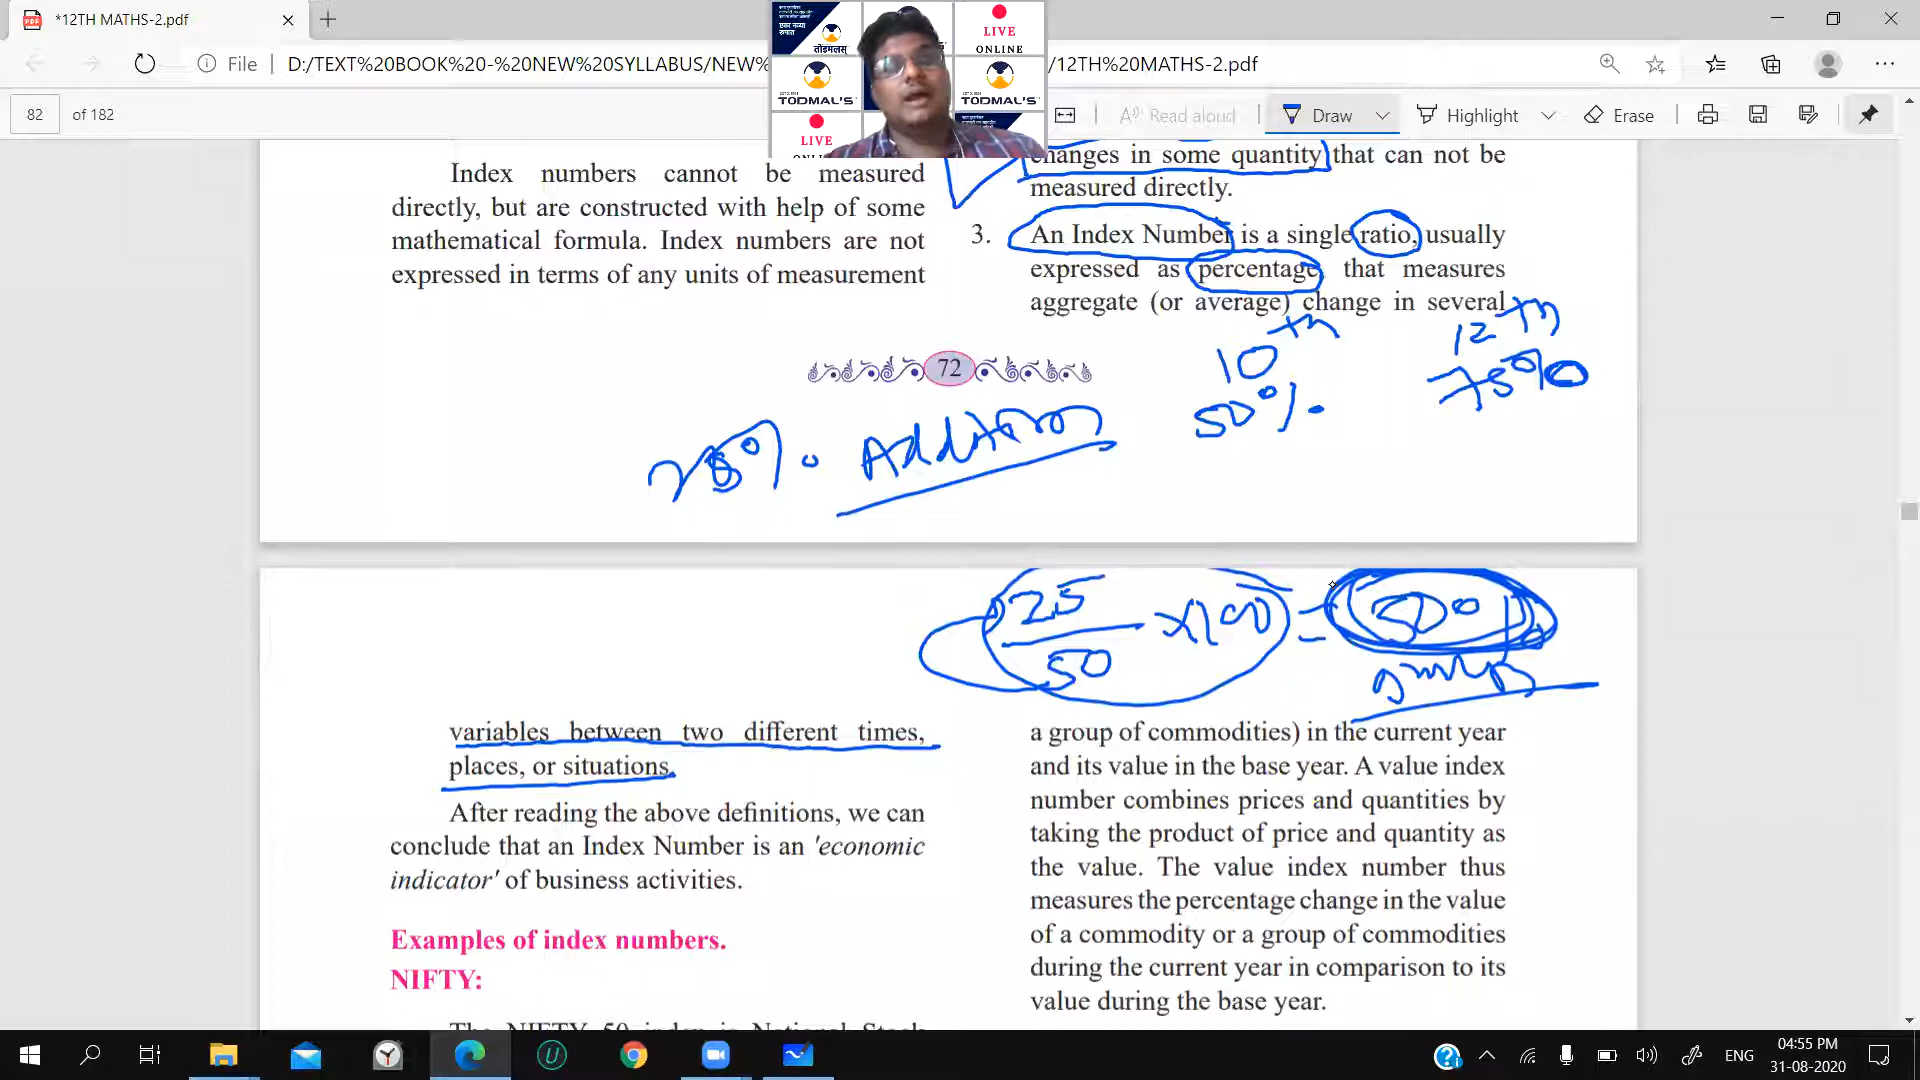 *12TH MATHS-2.pdf
File
D:/TEXT%20BOOK%20-%20NEW%20SYLLABUS/NEW%
/12TH%20MATHS-2.pdf
82 of 182
Read aloud
Draw
Highlight
Erase
तोडमलस्
LIVE
ONLINE
TODMAL'S
TODMAL'S
LIVE
Index numbers cannot be measured
directly, but are constructed with help of some
mathematical formula. Index numbers are not
expressed in terms of any units of measurement
changes in some quantity that can not be
measured directly.
3. An Index Number is a single ratio, usually
expressed as percentage that measures
aggregate (or average) change in several
72
10th
50%
12th
75%
25% Addition
25
50
×100 = 50%
variables between two different times,
places, or situations.
After reading the above definitions, we can
conclude that an Index Number is an 'economic
indicator' of business activities.
Examples of index numbers.
NIFTY:
The NIFTY 50 index is National Stock
a group of commodities) in the current year
and its value in the base year. A value index
number combines prices and quantities by
taking the product of price and quantity as
the value. The value index number thus
measures the percentage change in the value
of a commodity or a group of commodities
during the current year in comparison to its
value during the base year.
ENG
04:55 PM
31-08-2020